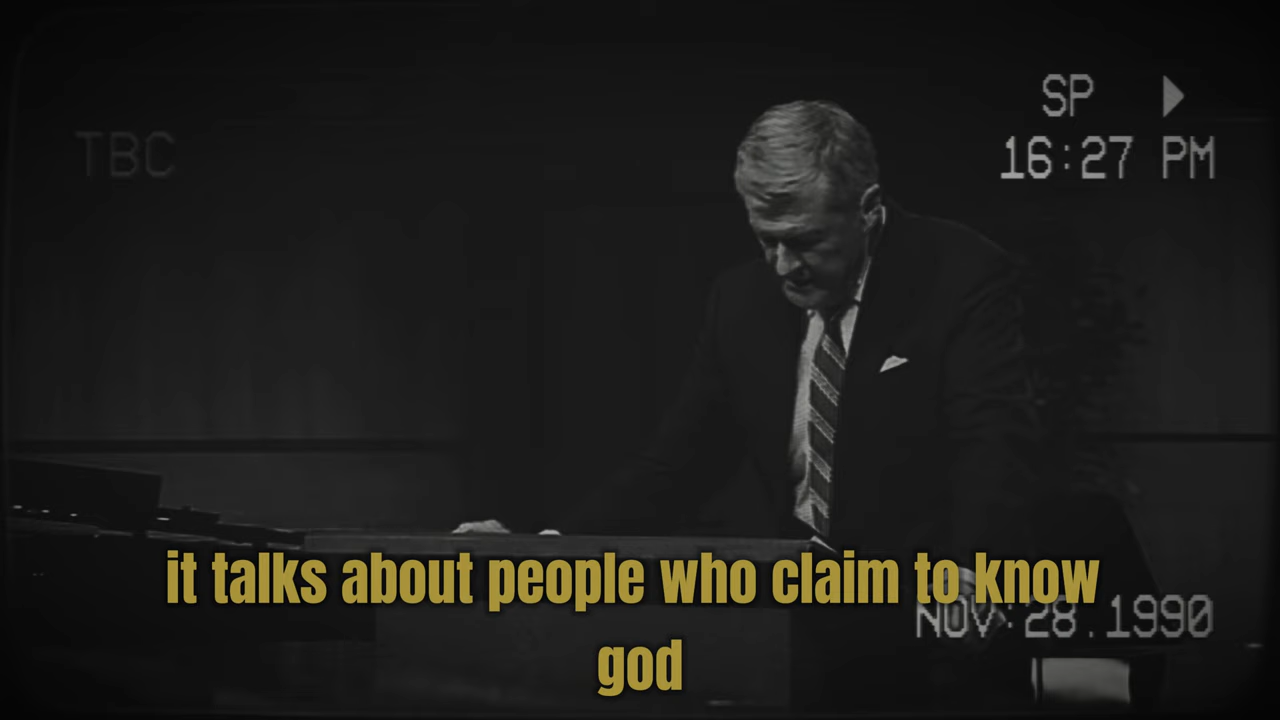 SP
TBC
16:27 PM
it talks about people who claim to know
NOV 28.1990
god